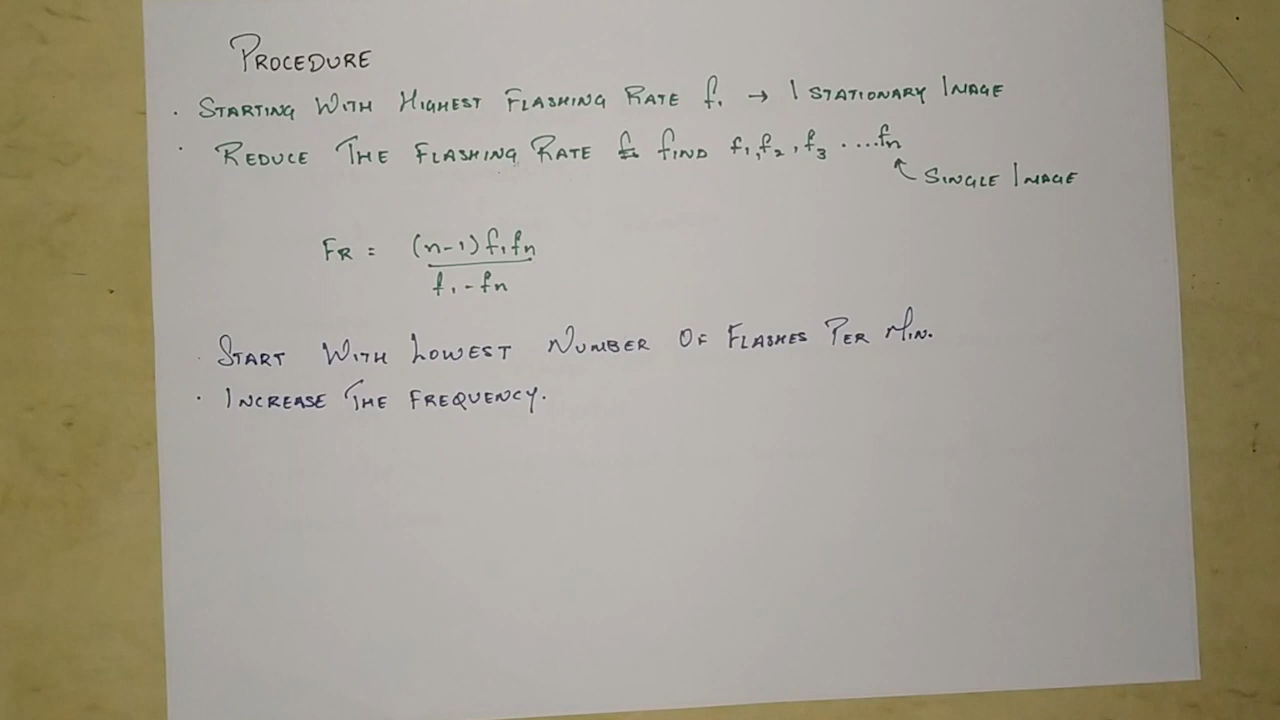 PROCEDURE
· STARTING WITH HIGHEST FLASHING RATE f₁ → 1 STATIONARY IMAGE
· REDUCE THE FLASHING RATE & FIND f₁, f₂, f₃ ....fn
↖ SINGLE IMAGE
FR = (n-1) f₁fn / f₁-fn
· START WITH LOWEST NUMBER OF FLASHES PER MIN.
· INCREASE THE FREQUENCY.